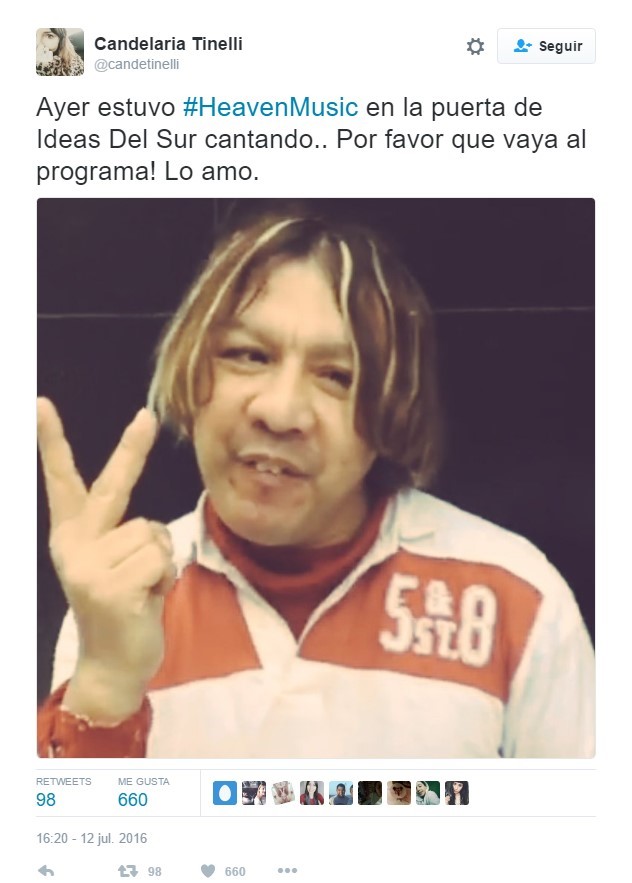 Candelaria Tinelli
@candetinelli
Seguir
Ayer estuvo #HeavenMusic en la puerta de
Ideas Del Sur cantando.. Por favor que vaya al
programa! Lo amo.
5 & 8
ST.
RETWEETS
98
ME GUSTA
660
16:20 - 12 jul. 2016
98
660